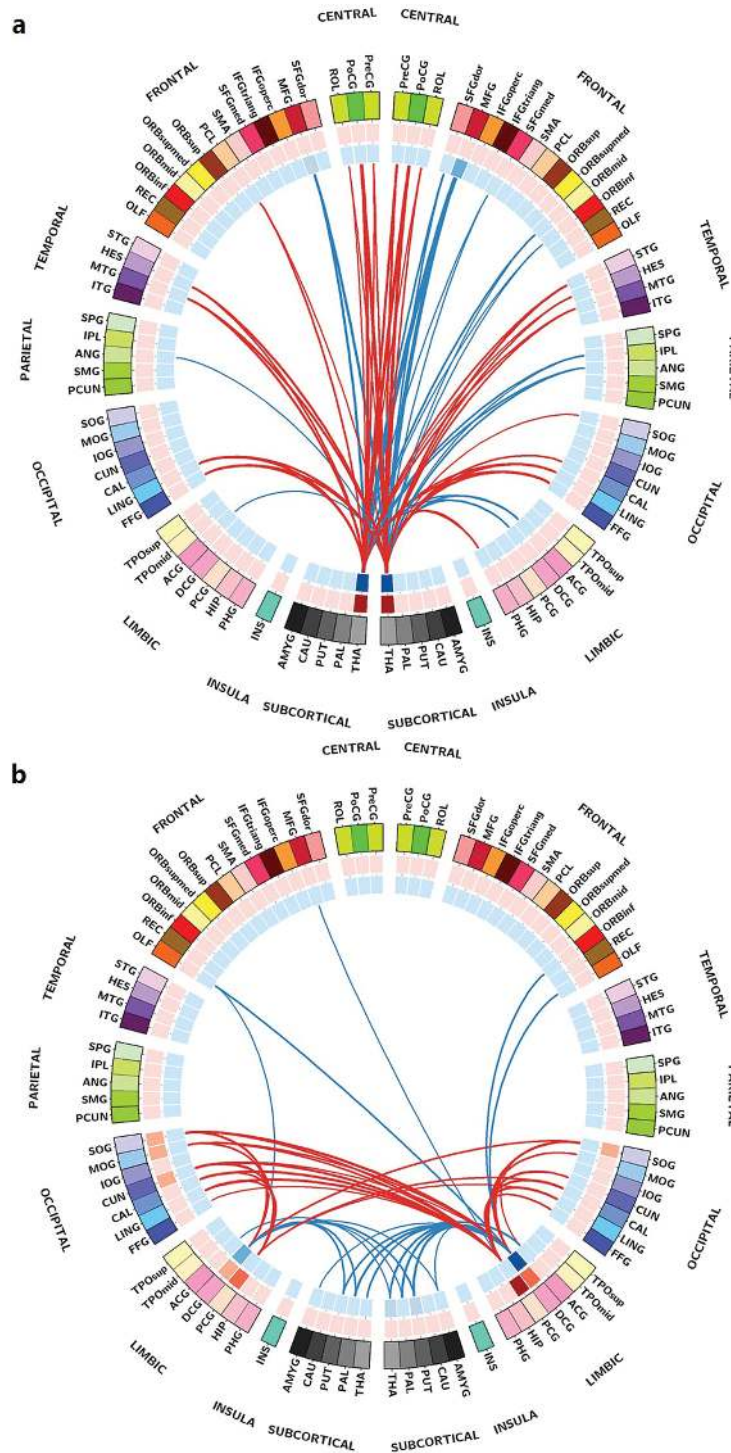 a
CENTRAL CENTRAL
FRONTAL
ROL
PoCG
PreCG
PreCG
PoCG
ROL
FRONTAL
SFGdor
MFG
IFGoperc
IFGtriang
SFGmed
SMA
PCL
ORBsup
ORBsupmed
ORBmid
ORBinf
REC
OLF
SFGdor
MFG
IFGoperc
IFGtriang
SFGmed
SMA
PCL
ORBsup
ORBsupmed
ORBmid
ORBinf
REC
OLF
TEMPORAL
STG
HES
MTG
ITG
STG
HES
MTG
ITG
TEMPORAL
PARIETAL
SPG
IPL
ANG
SMG
PCUN
SPG
IPL
ANG
SMG
PCUN
OCCIPITAL
SOG
MOG
IOG
CUN
CAL
LING
FFG
SOG
MOG
IOG
CUN
CAL
LING
FFG
OCCIPITAL
LIMBIC
TPOsup
TPOmid
ACG
DCG
PCG
HIP
PHG
TPOsup
TPOmid
ACG
DCG
PCG
HIP
PHG
LIMBIC
INS
INS
AMYG
CAU
PUT
PAL
THA
THA
PAL
PUT
CAU
AMYG
INSULA SUBCORTICAL SUBCORTICAL INSULA
b
CENTRAL CENTRAL
FRONTAL
ROL
PoCG
PreCG
PreCG
PoCG
ROL
FRONTAL
SFGdor
MFG
IFGoperc
IFGtriang
SFGmed
SMA
PCL
ORBsup
ORBsupmed
ORBmid
ORBinf
REC
OLF
SFGdor
MFG
IFGoperc
IFGtriang
SFGmed
SMA
PCL
ORBsup
ORBsupmed
ORBmid
ORBinf
REC
OLF
TEMPORAL
STG
HES
MTG
ITG
STG
HES
MTG
ITG
TEMPORAL
PARIETAL
SPG
IPL
ANG
SMG
PCUN
SPG
IPL
ANG
SMG
PCUN
OCCIPITAL
SOG
MOG
IOG
CUN
CAL
LING
FFG
SOG
MOG
IOG
CUN
CAL
LING
FFG
OCCIPITAL
LIMBIC
TPOsup
TPOmid
ACG
DCG
PCG
HIP
PHG
TPOsup
TPOmid
ACG
DCG
PCG
HIP
PHG
LIMBIC
INS
INS
AMYG
CAU
PUT
PAL
THA
THA
PAL
PUT
CAU
AMYG
INSULA SUBCORTICAL SUBCORTICAL INSULA